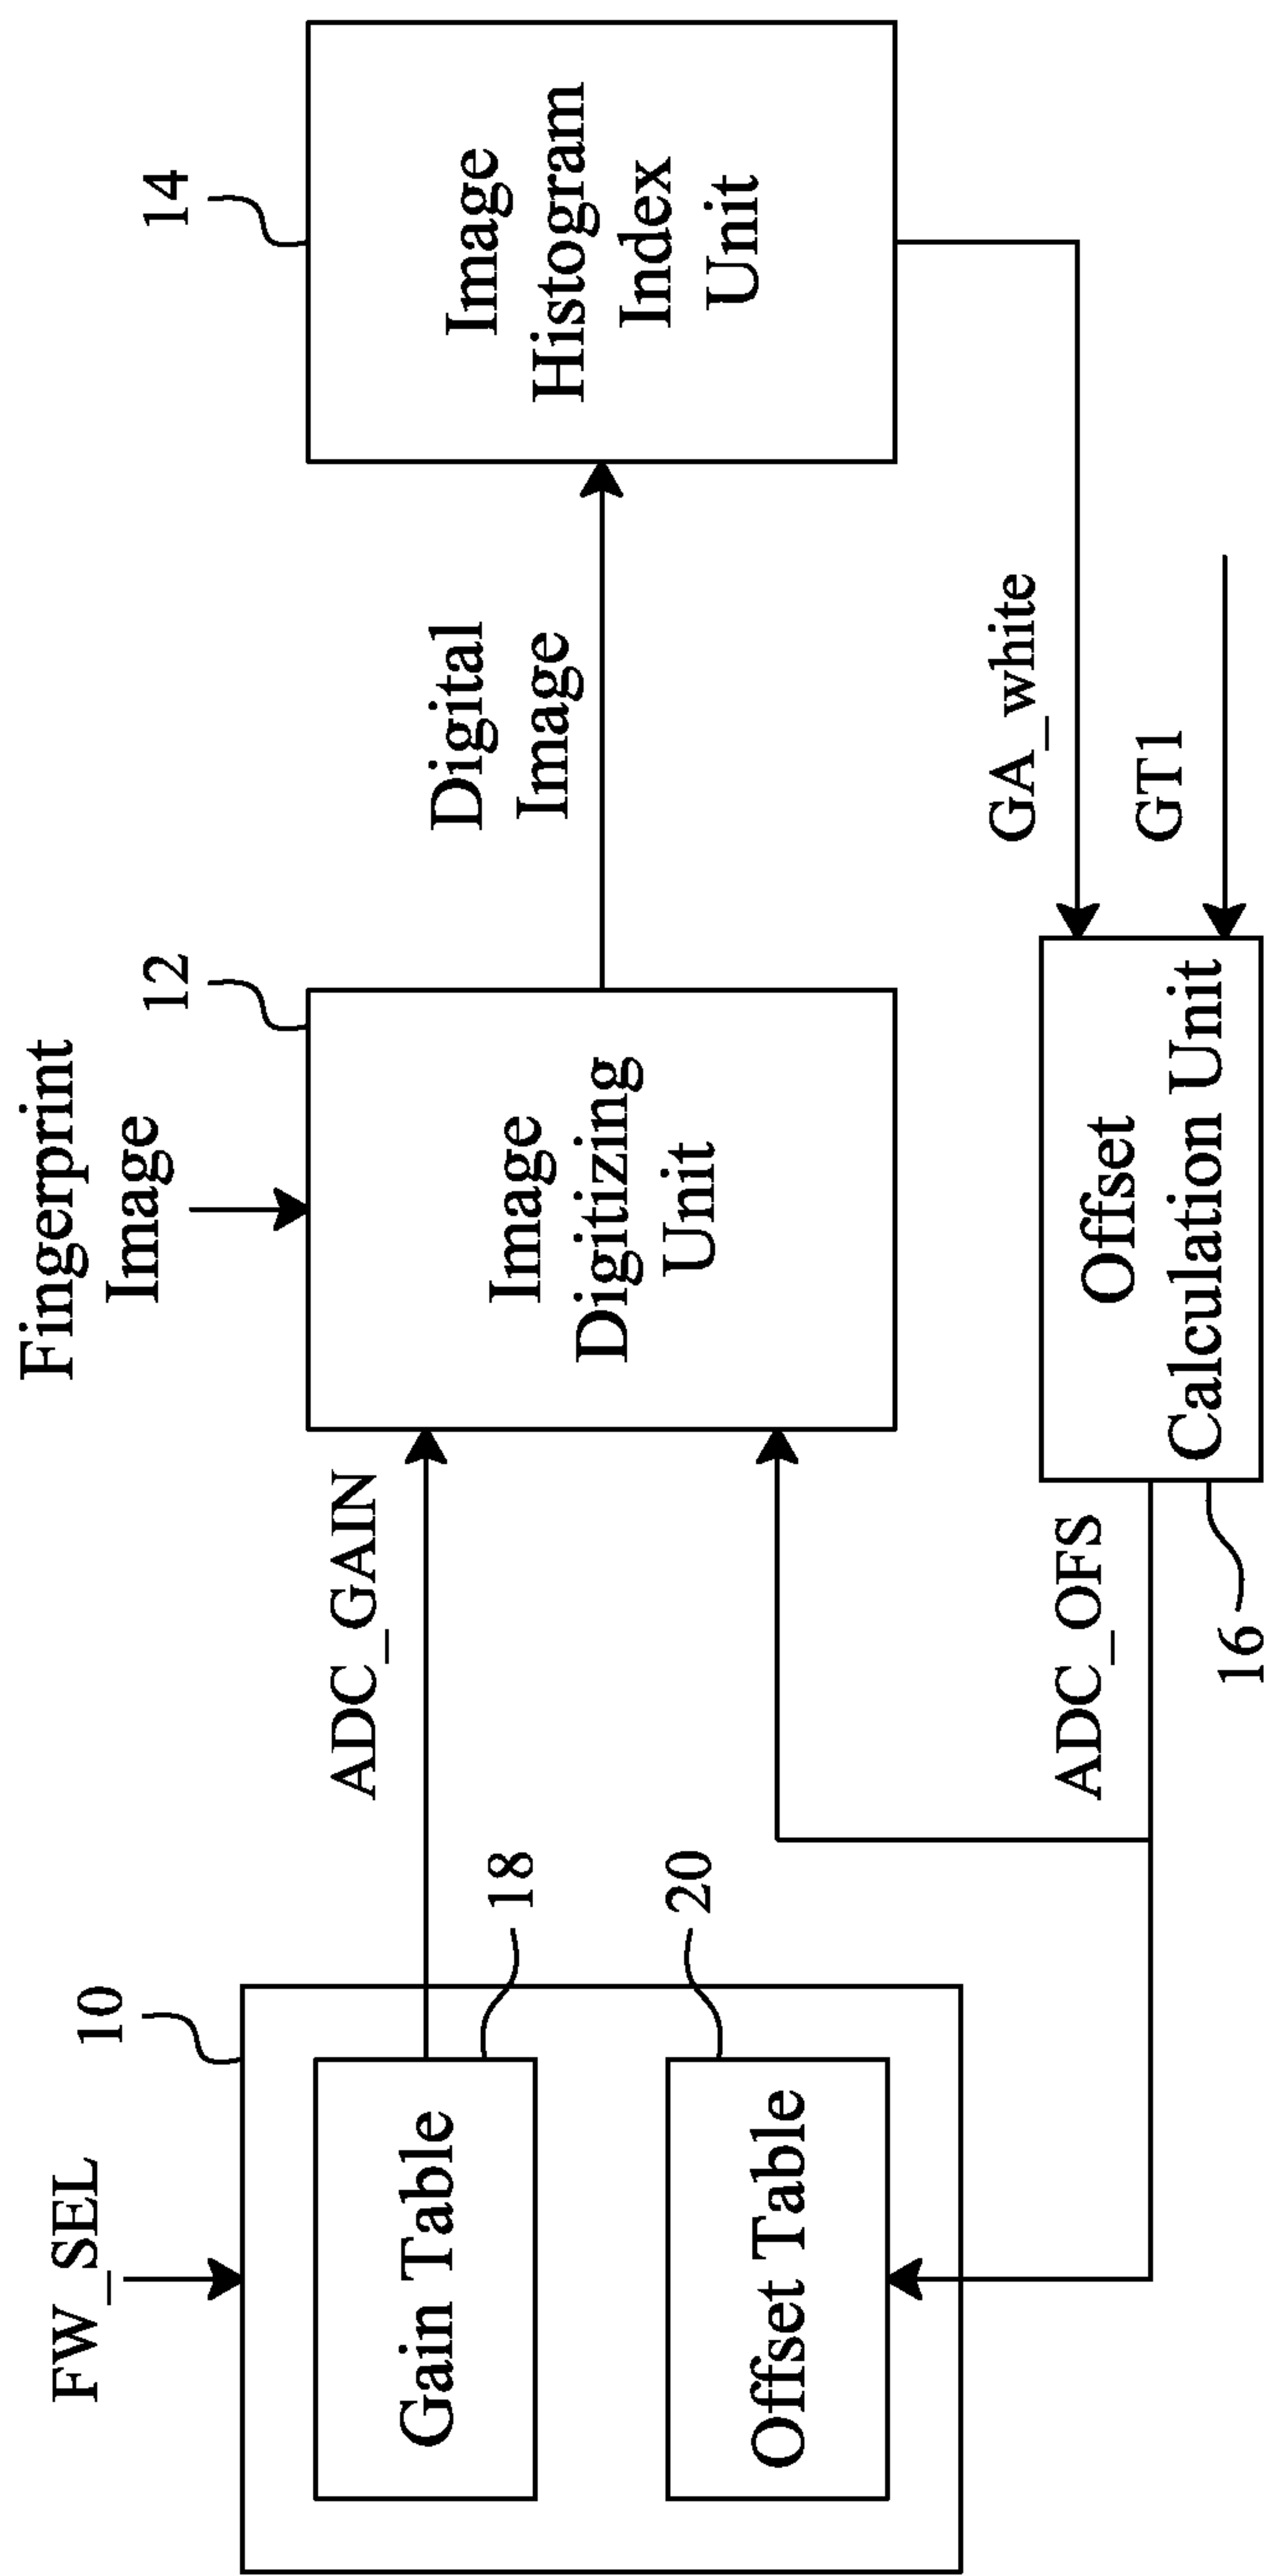 FW_SEL
10
Gain Table
18
Offset Table
20
ADC_GAIN
ADC_OFS
Fingerprint
Image
12
Image
Digitizing
Unit
Offset
Calculation Unit
16
Digital
Image
GA_white
GT1
14
Image
Histogram
Index
Unit